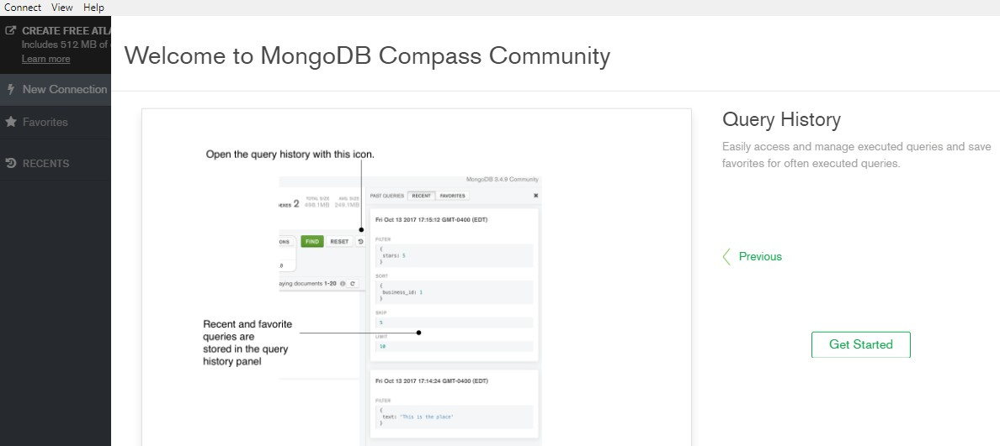 Connect View Help
CREATE FREE ATLA
Includes 512 MB of
Learn more
New Connection
Favorites
RECENTS
Welcome to MongoDB Compass Community
Open the query history with this icon.
MongoDB 3.4.9 Community
EXES 2 TOTAL SIZE 498.1MB AVG. SIZE 249.1MB
PAST QUERIES RECENT FAVORITES ✖
Fri Oct 13 2017 17:15:12 GMT-0400 (EDT)
ONS FIND RESET
FILTER
{
stars: 5
}
aying documents 1-20
SORT
{
business_id: 1
}
SKIP
5
LIMIT
10
Recent and favorite
queries are
stored in the query
history panel
Fri Oct 13 2017 17:14:24 GMT-0400 (EDT)
FILTER
{
text: 'This is the place'
}
Query History
Easily access and manage executed queries and save
favorites for often executed queries.
Previous
Get Started